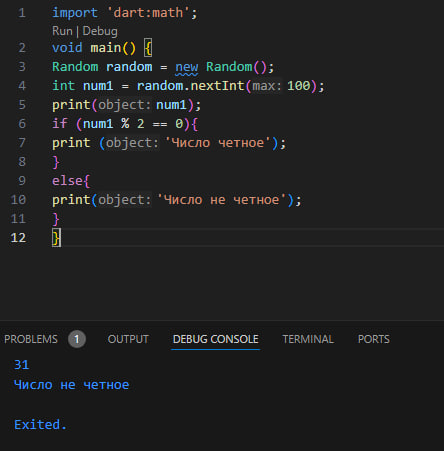 1 import 'dart:math';
Run | Debug
2 void main() {
3 Random random = new Random();
4 int num1 = random.nextInt(max: 100);
5 print(object: num1);
6 if (num1 % 2 == 0){
7 print (object: 'Число четное');
8 }
9 else{
10 print(object: 'Число не четное');
11 }
12 }
PROBLEMS 1 OUTPUT DEBUG CONSOLE TERMINAL PORTS
31
Число не четное
Exited.